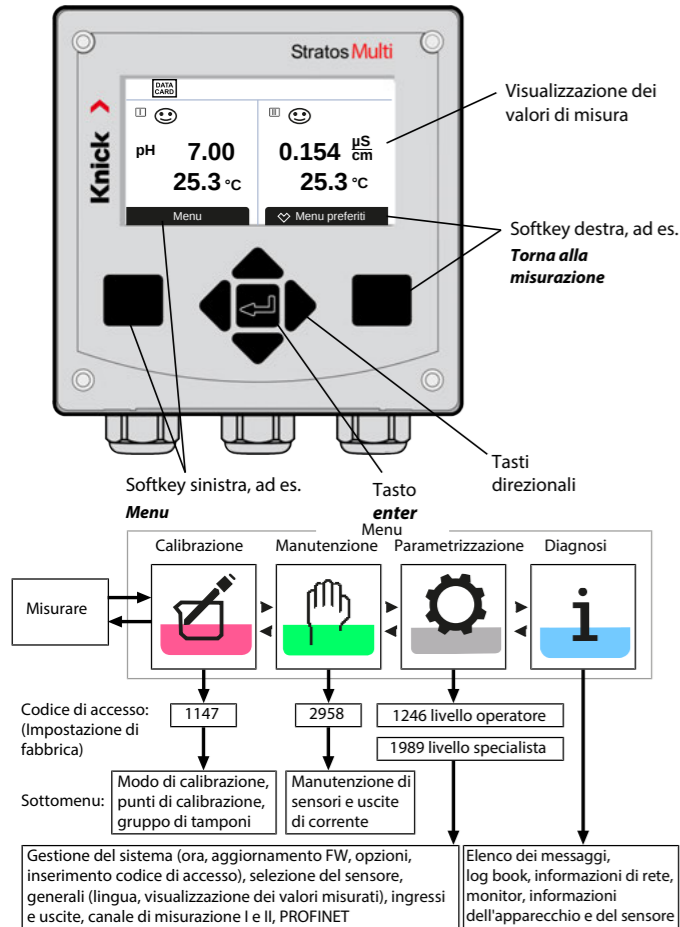 Stratos Multi
Knick
DATA
CARD
I
II
pH 7.00
25.3 °C
0.154 µS
cm
25.3 °C
Menu
Menu preferiti
Visualizzazione dei
valori di misura
Softkey destra, ad es.
Torna alla
misurazione
Tasti
direzionali
Softkey sinistra, ad es.
Menu
Tasto
enter
Menu
Calibrazione
Manutenzione
Parametrizzazione
Diagnosi
Misurare
i
Codice di accesso:
(Impostazione di
fabbrica)
1147
2958
1246 livello operatore
1989 livello specialista
Sottomenu:
Modo di calibrazione,
punti di calibrazione,
gruppo di tamponi
Manutenzione di
sensori e uscite
di corrente
Gestione del sistema (ora, aggiornamento FW, opzioni,
inserimento codice di accesso), selezione del sensore,
generali (lingua, visualizzazione dei valori misurati), ingressi
e uscite, canale di misurazione I e II, PROFINET
Elenco dei messaggi,
log book, informazioni di rete,
monitor, informazioni
dell'apparecchio e del sensore